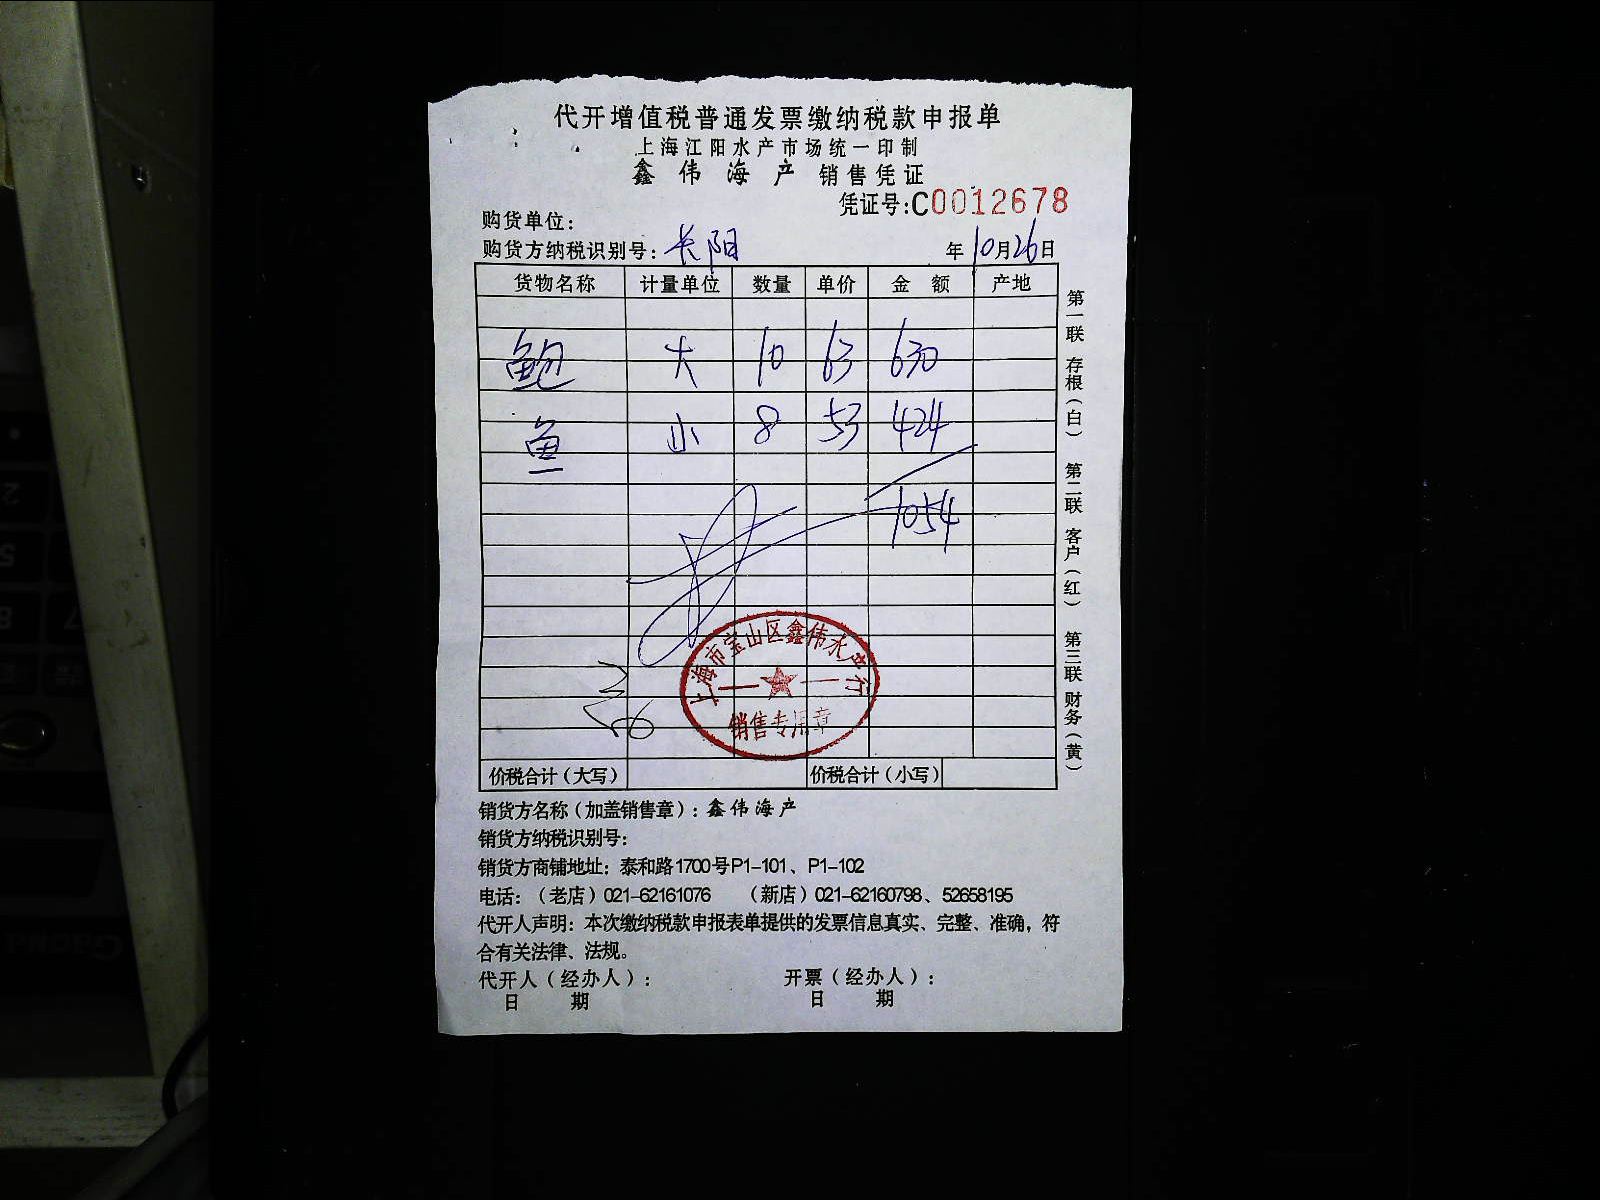 代开增值税普通发票缴纳税款申报单
上海江阳水产市场统一印制
鑫伟海产 销售凭证
凭证号:C0012678
购货单位:
购货方纳税识别号: 长阳 年 10月26日
货物名称 计量单位 数量 单价 金额 产地
鲍 大 10 63 630
鱼 小 8 53 424
1054
上海市宝山区鑫伟水产行
销售专用章
价税合计(大写) 价税合计(小写)
第一联 存根(白) 第二联 客户(红) 第三联 财务(黄)
销货方名称(加盖销售章): 鑫伟海产
销货方纳税识别号:
销货方商铺地址: 泰和路1700号P1-101、P1-102
电话: (老店)021-62161076 (新店)021-62160798、52658195
代开人声明: 本次缴纳税款申报表单提供的发票信息真实、完整、准确,符
合有关法律、法规。
代开人(经办人): 开票(经办人):
日 期 日 期